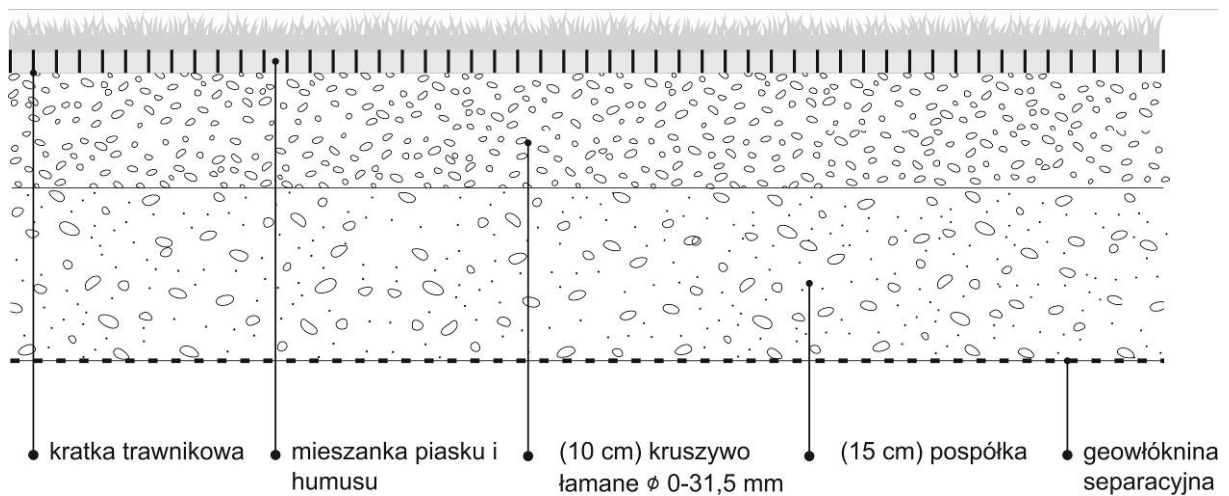 kratka trawnikowa
mieszanka piasku i
humusu
(10 cm) kruszywo
łamane ϕ 0-31,5 mm
(15 cm) pospółka
geowłóknina
separacyjna